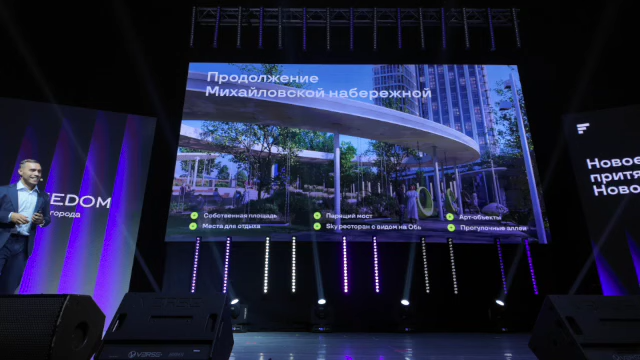 Продолжение
Михайловской набережной
Собственная площадь
Места для отдыха
Парящий мост
Sky ресторан с видом на Обь
Арт-объекты
Прогулочные аллеи
EDOM
города
Новое
притя
Ново